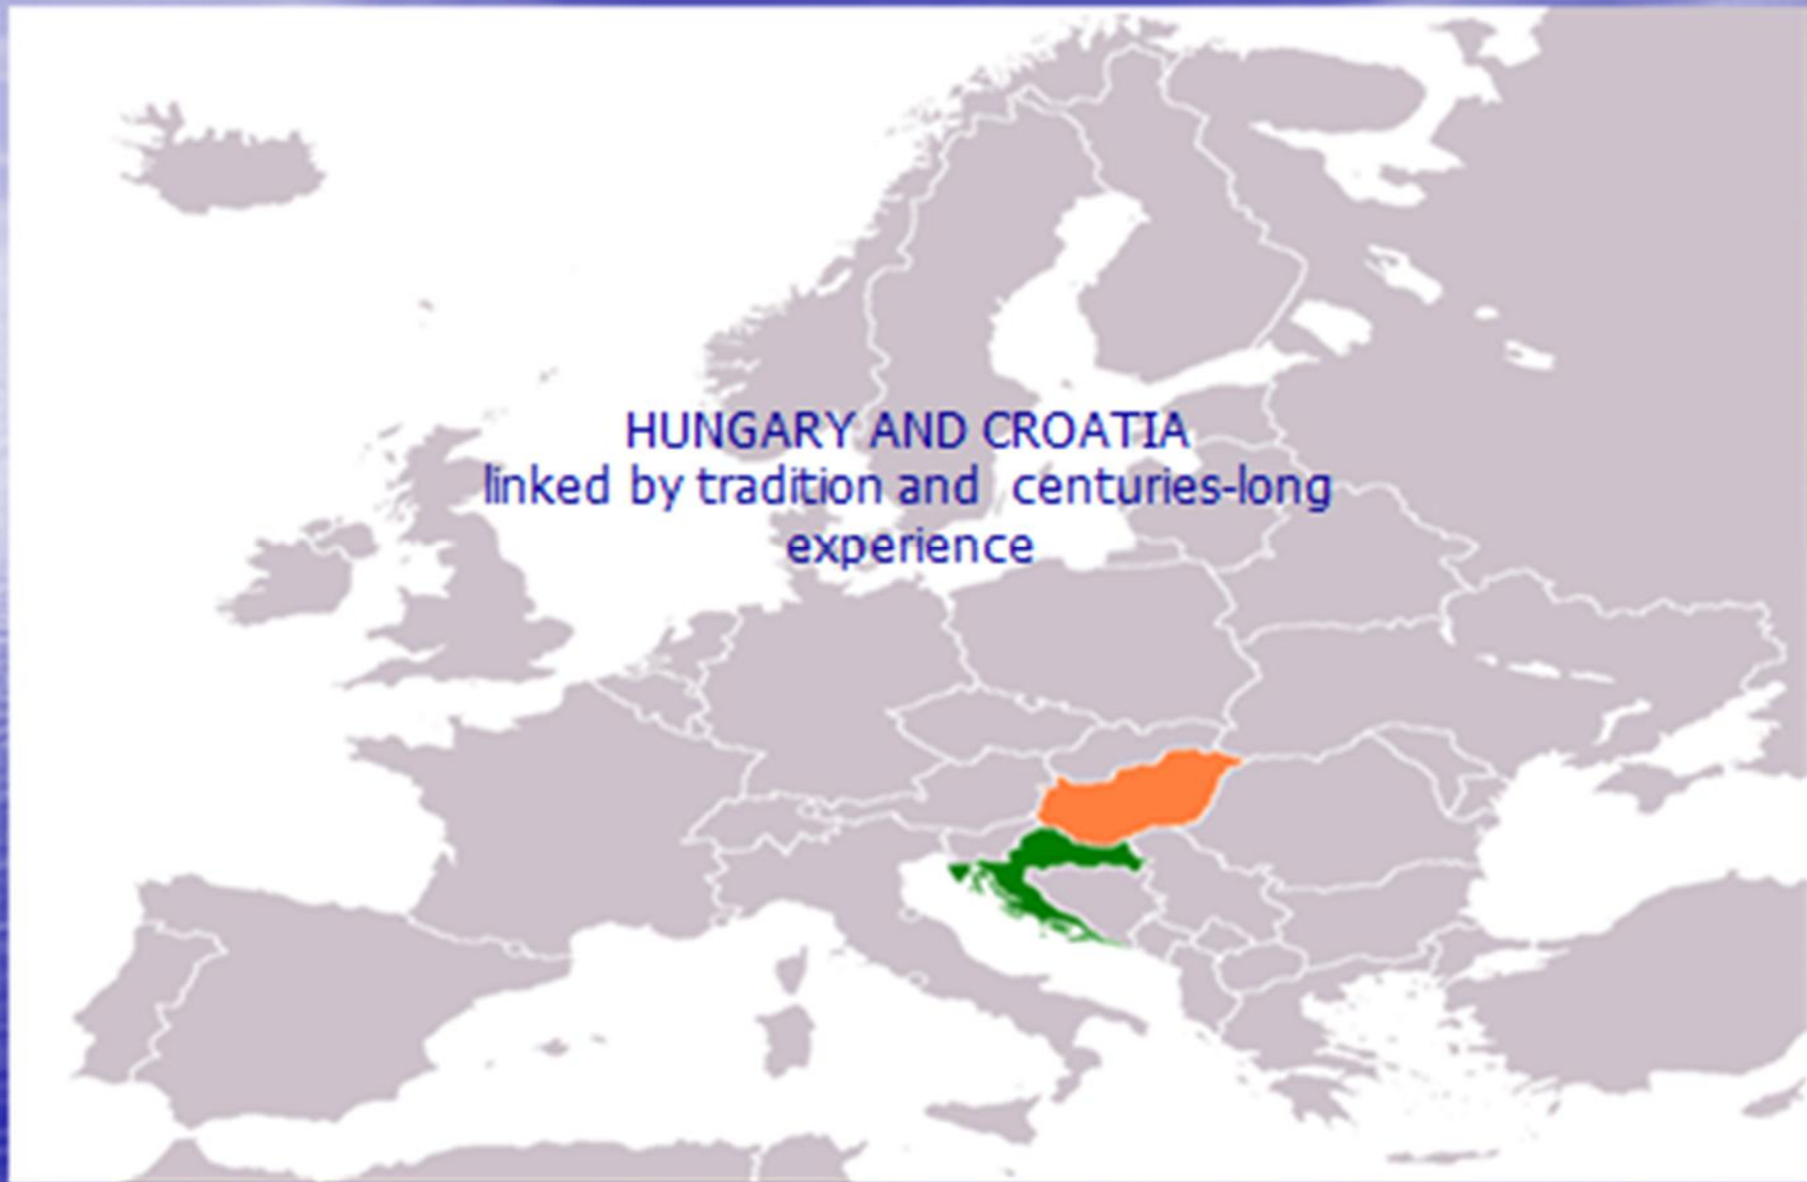 HUNGARY AND CROATIA
linked by tradition and centuries-long
experience